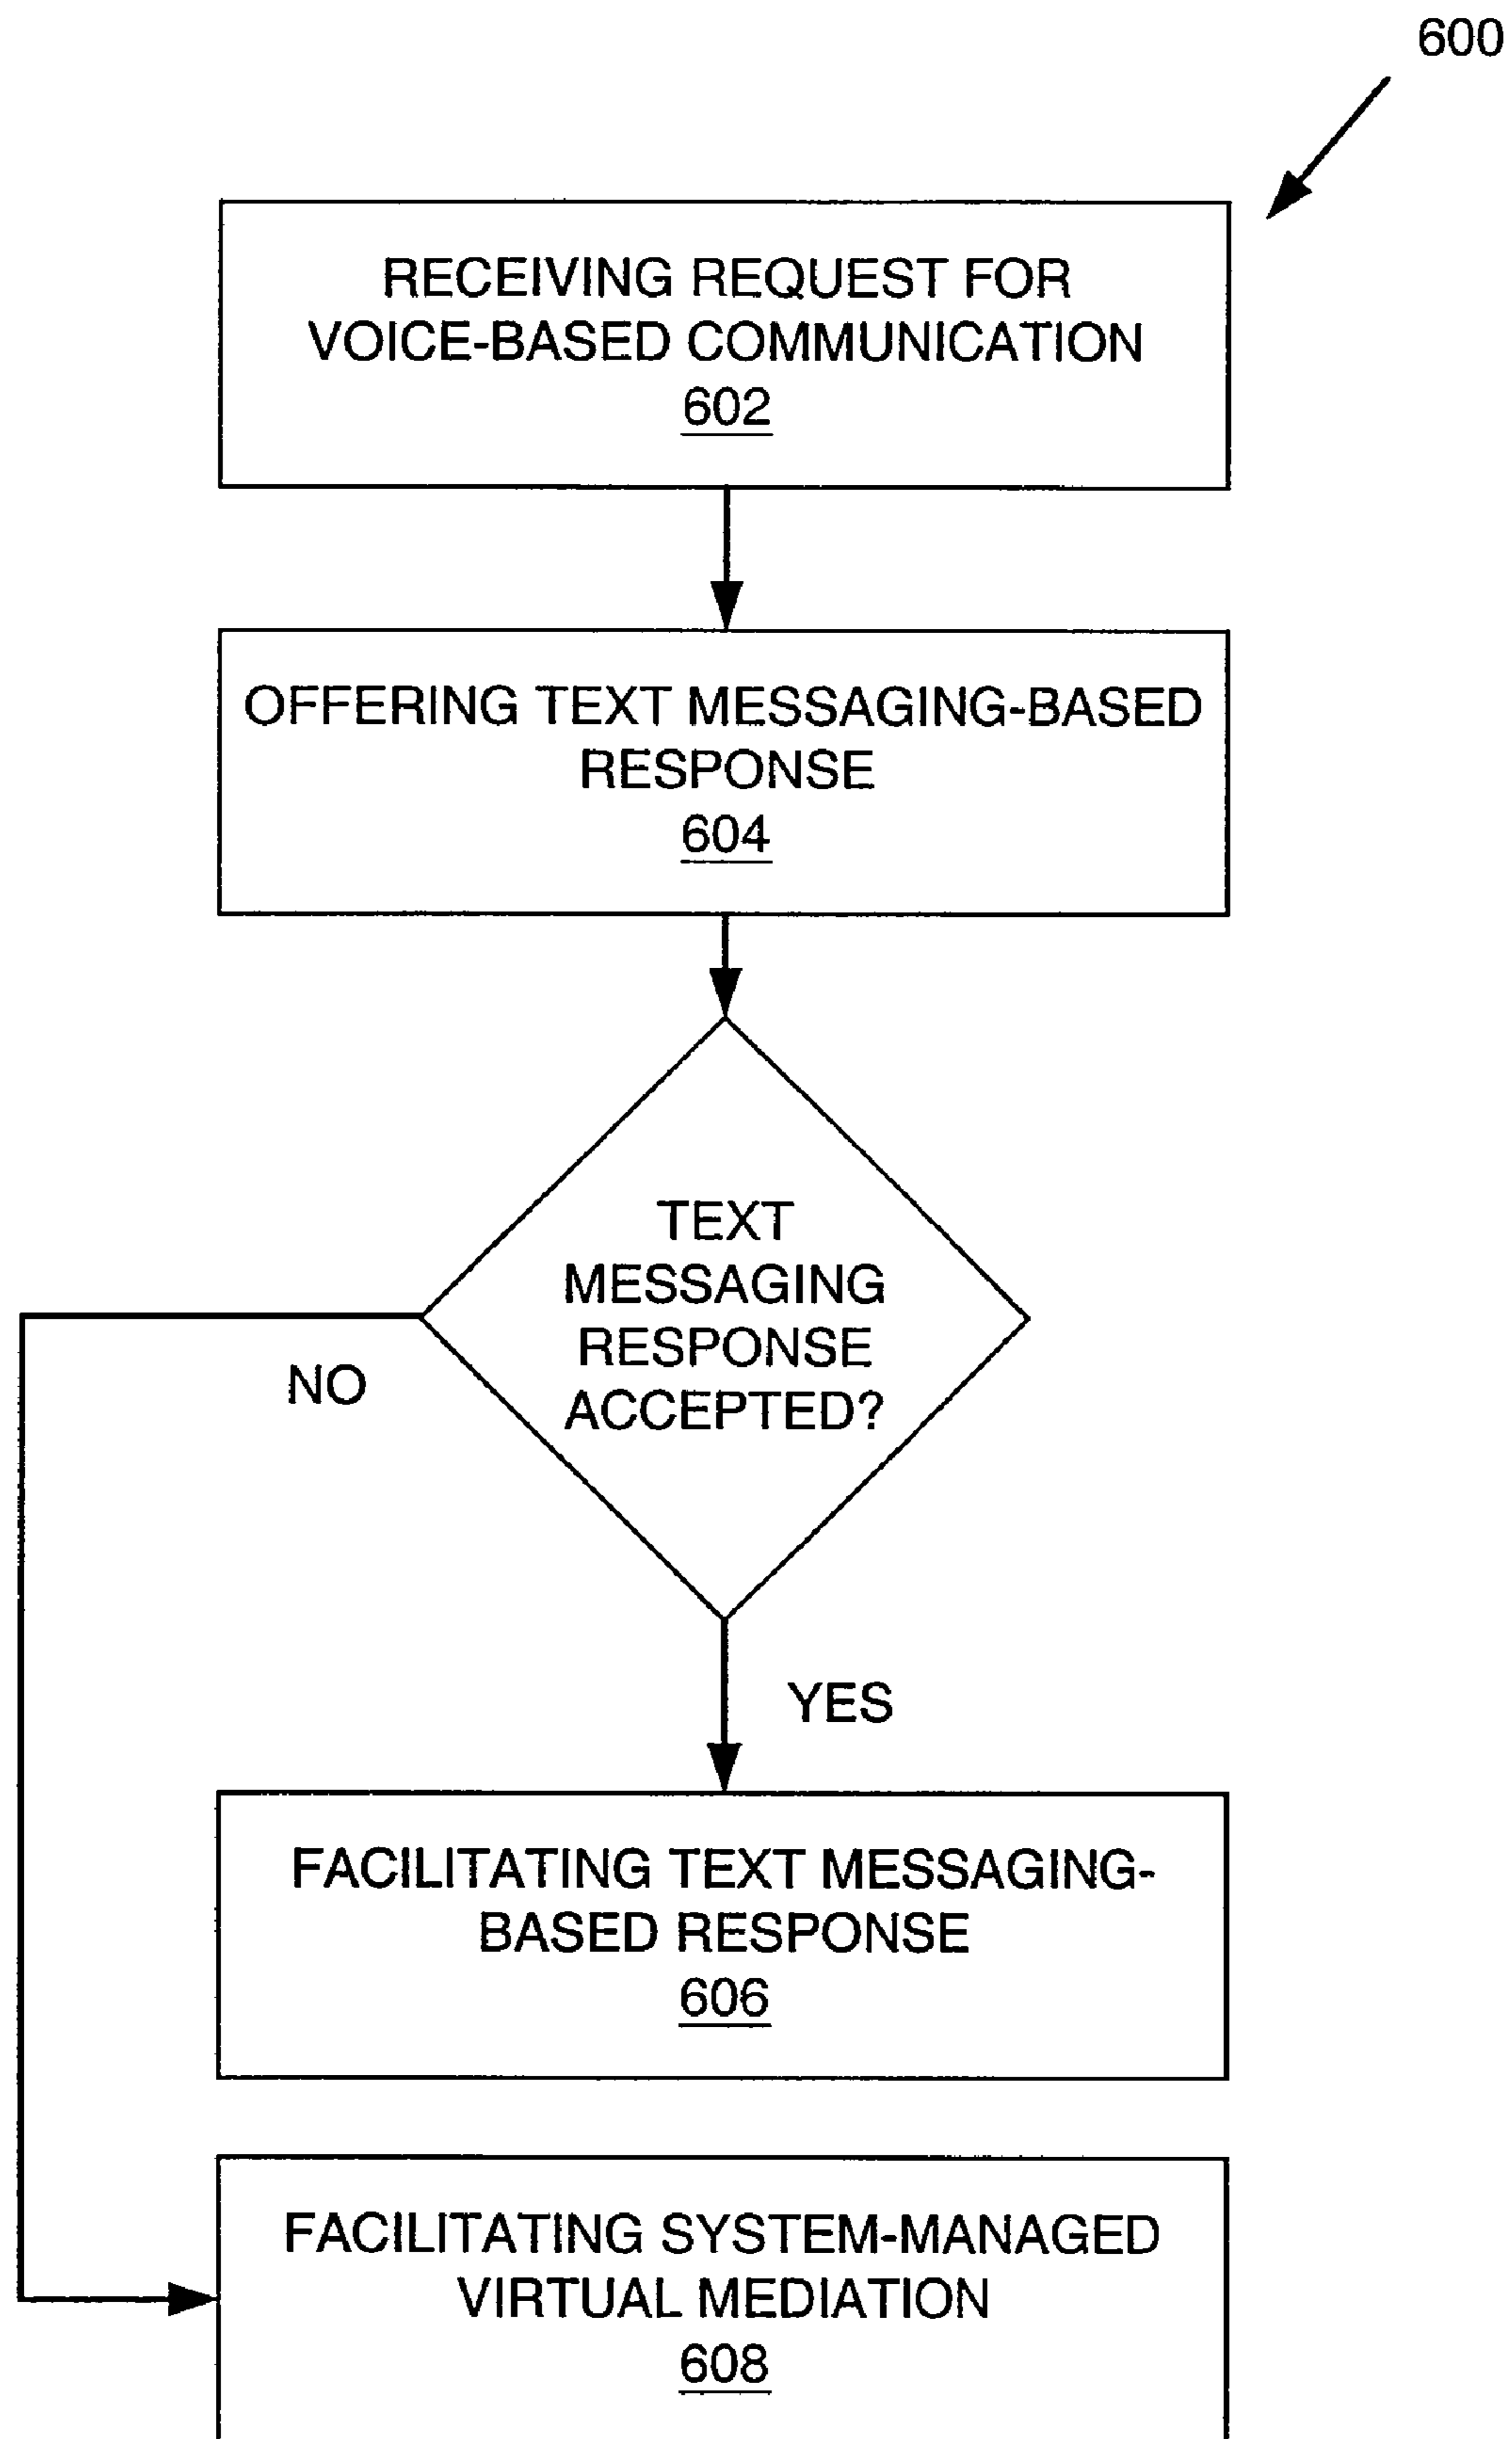 600
RECEIVING REQUEST FOR
VOICE-BASED COMMUNICATION
602
OFFERING TEXT MESSAGING-BASED
RESPONSE
604
TEXT
MESSAGING
RESPONSE
ACCEPTED?
NO
YES
FACILITATING TEXT MESSAGING-
BASED RESPONSE
606
FACILITATING SYSTEM-MANAGED
VIRTUAL MEDIATION
608